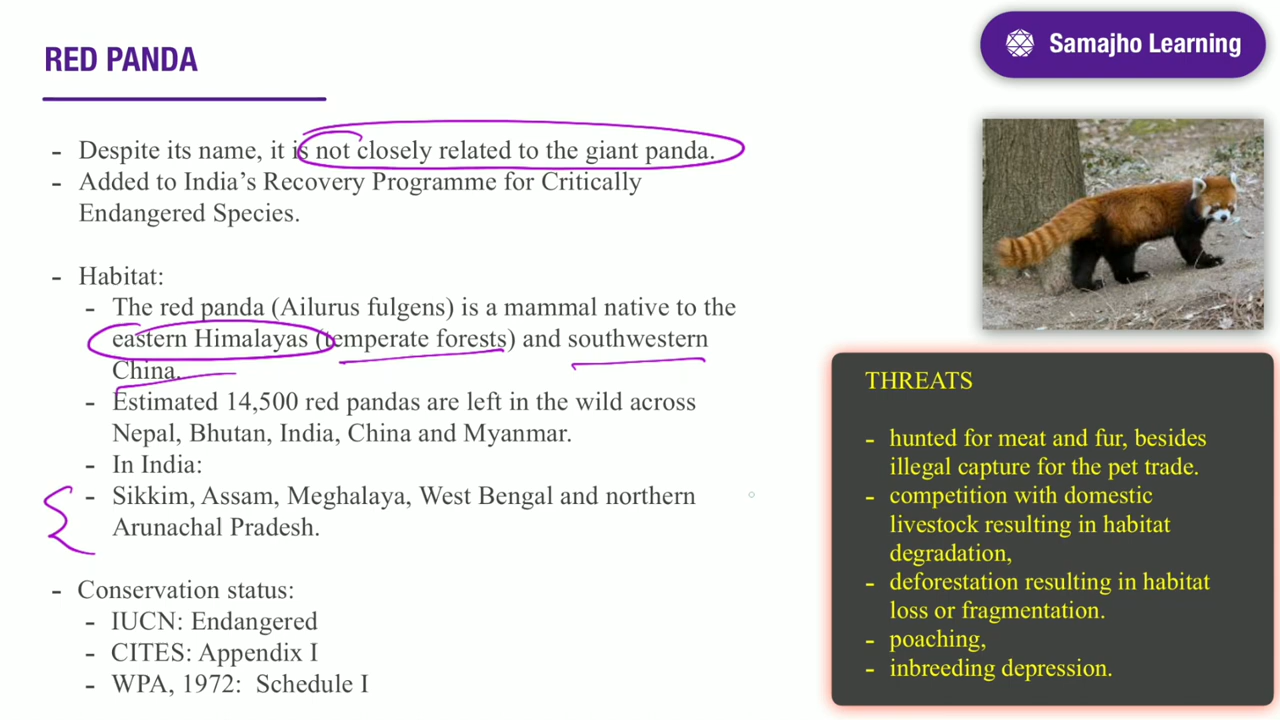 RED PANDA
Samajho Learning
- Despite its name, it is not closely related to the giant panda.
- Added to India's Recovery Programme for Critically
Endangered Species.
- Habitat:
- The red panda (Ailurus fulgens) is a mammal native to the
eastern Himalayas (temperate forests) and southwestern
China.
- Estimated 14,500 red pandas are left in the wild across
Nepal, Bhutan, India, China and Myanmar.
- In India:
- Sikkim, Assam, Meghalaya, West Bengal and northern
Arunachal Pradesh.
- Conservation status:
- IUCN: Endangered
- CITES: Appendix I
- WPA, 1972: Schedule I
THREATS
- hunted for meat and fur, besides
illegal capture for the pet trade.
- competition with domestic
livestock resulting in habitat
degradation,
- deforestation resulting in habitat
loss or fragmentation.
- poaching,
- inbreeding depression.